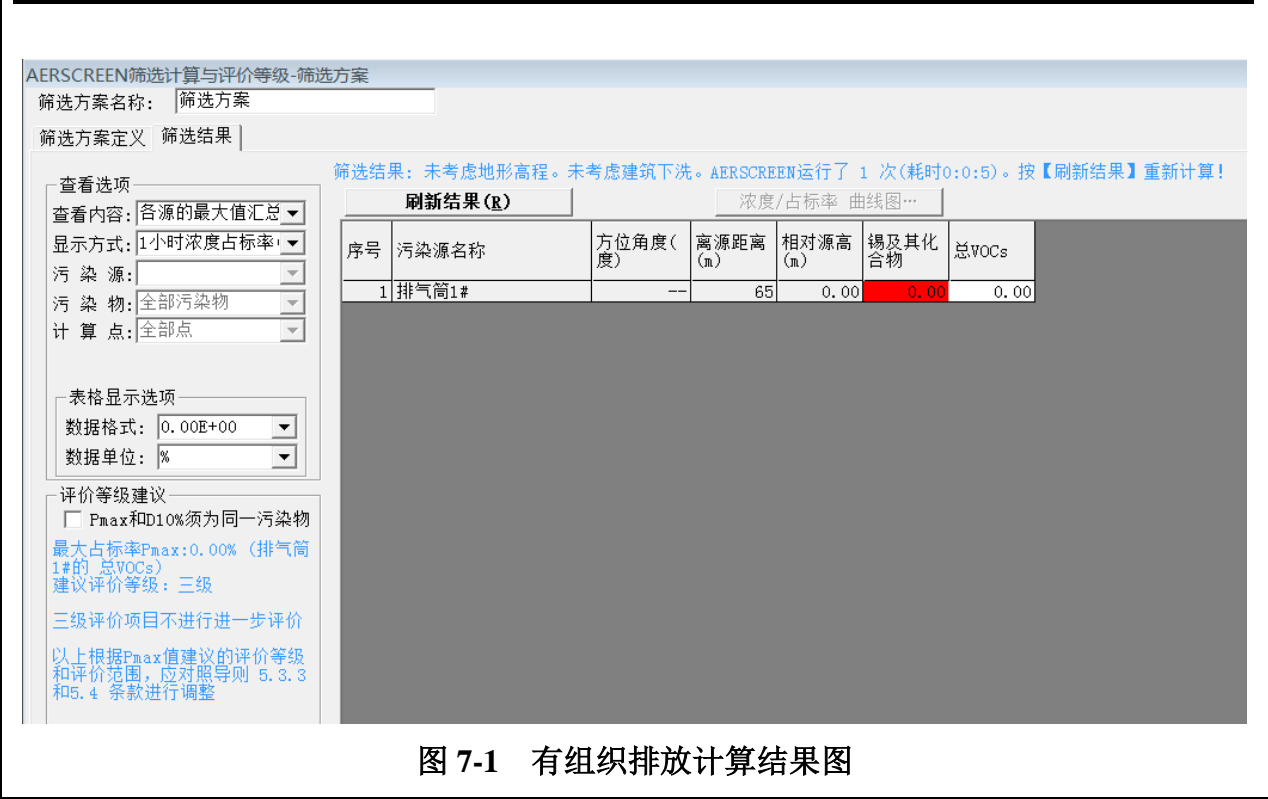 AERSCREEN筛选计算与评价等级-筛选方案
筛选方案名称： 筛选方案
筛选方案定义 筛选结果
筛选结果：未考虑地形高程。未考虑建筑下洗。AERSCREEN运行了 1 次(耗时0:0:5)。按【刷新结果】重新计算!
查看选项
查看内容: 各源的最大值汇总
显示方式: 1小时浓度占标率
污 染 源:
污 染 物: 全部污染物
计 算 点: 全部点
表格显示选项
数据格式: 0.00E+00
数据单位: %
评价等级建议
Pmax和D10%须为同一污染物
最大占标率Pmax:0.00% (排气筒
1#的 总VOCs)
建议评价等级: 三级
三级评价项目不进行进一步评价
以上根据Pmax值建议的评价等级
和评价范围，应对照导则 5.3.3
和5.4 条款进行调整
刷新结果(R) 浓度/占标率 曲线图…
序号 污染源名称 方位角度(度) 离源距离(m) 相对源高(m) 锡及其化合物 总VOCs
1 排气筒1# -- 65 0.00 0.00 0.00
图 7-1 有组织排放计算结果图